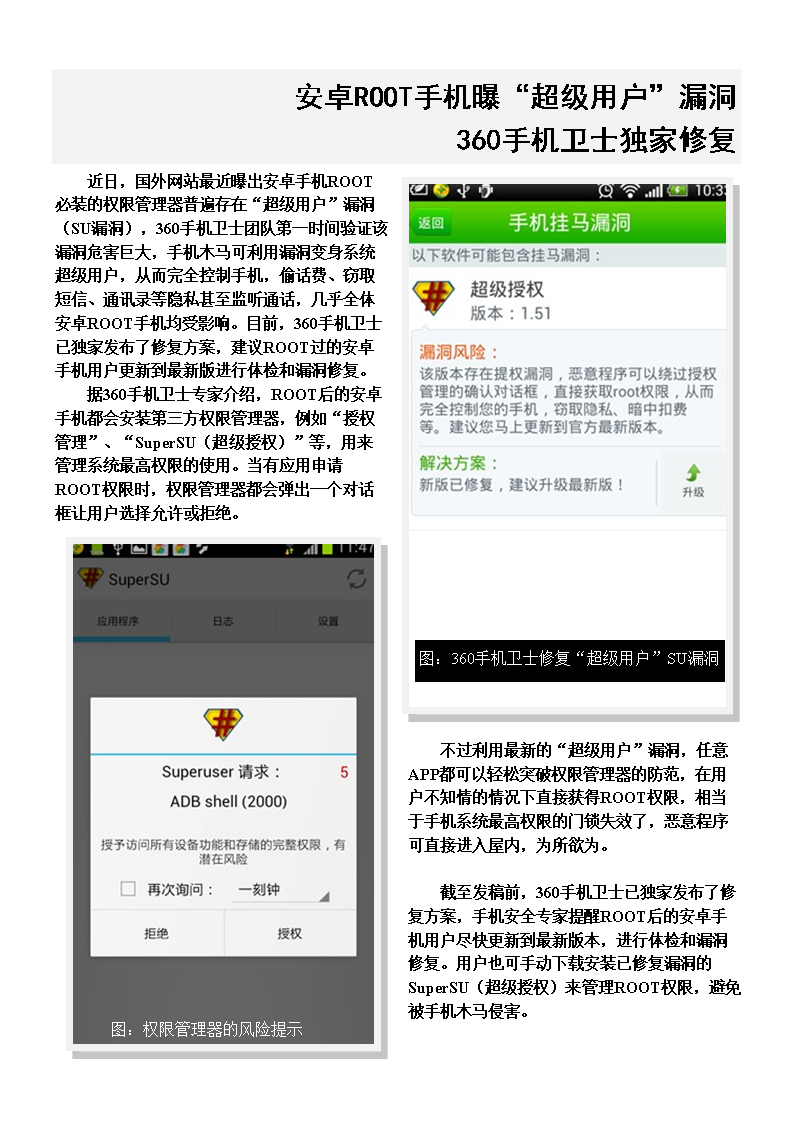 安卓ROOT手机曝“超级用户”漏洞
360手机卫士独家修复
近日，国外网站最近曝出安卓手机ROOT
必装的权限管理器普遍存在“超级用户”漏洞
（SU漏洞），360手机卫士团队第一时间验证该
漏洞危害巨大，手机木马可利用漏洞变身系统
超级用户，从而完全控制手机，偷话费、窃取
短信、通讯录等隐私甚至监听通话，几乎全体
安卓ROOT手机均受影响。目前，360手机卫士
已独家发布了修复方案，建议ROOT过的安卓
手机用户更新到最新版进行体检和漏洞修复。
据360手机卫士专家介绍，ROOT后的安卓
手机都会安装第三方权限管理器，例如“授权
管理”、“SuperSU（超级授权）”等，用来
管理系统最高权限的使用。当有应用申请
ROOT权限时，权限管理器都会弹出一个对话
框让用户选择允许或拒绝。
11:47
SuperSU
应用程序 日志 设置
Superuser 请求： 5
ADB shell (2000)
授予访问所有设备功能和存储的完整权限，有
潜在风险
再次询问： 一刻钟
拒绝 授权
图：权限管理器的风险提示
10:33
返回 手机挂马漏洞
以下软件可能包含挂马漏洞：
超级授权
版本：1.51
漏洞风险：
该版本存在提权漏洞，恶意程序可以绕过授权
管理的确认对话框，直接获取root权限，从而
完全控制您的手机，窃取隐私、暗中扣费
等。建议您马上更新到官方最新版本。
解决方案：
新版已修复，建议升级最新版！
升级
图：360手机卫士修复“超级用户”SU漏洞
不过利用最新的“超级用户”漏洞，任意
APP都可以轻松突破权限管理器的防范，在用
户不知情的情况下直接获得ROOT权限，相当
于手机系统最高权限的门锁失效了，恶意程序
可直接进入屋内，为所欲为。
截至发稿前，360手机卫士已独家发布了修
复方案，手机安全专家提醒ROOT后的安卓手
机用户尽快更新到最新版本，进行体检和漏洞
修复。用户也可手动下载安装已修复漏洞的
SuperSU（超级授权）来管理ROOT权限，避免
被手机木马侵害。